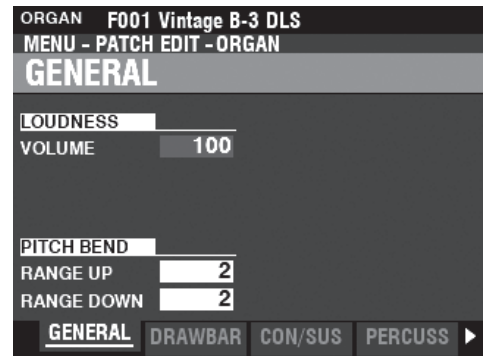 ORGAN F001 Vintage B-3 DLS
MENU - PATCH EDIT - ORGAN
GENERAL
LOUDNESS
VOLUME 100
PITCH BEND
RANGE UP 2
RANGE DOWN 2
GENERAL DRAWBAR CON/SUS PERCUSS